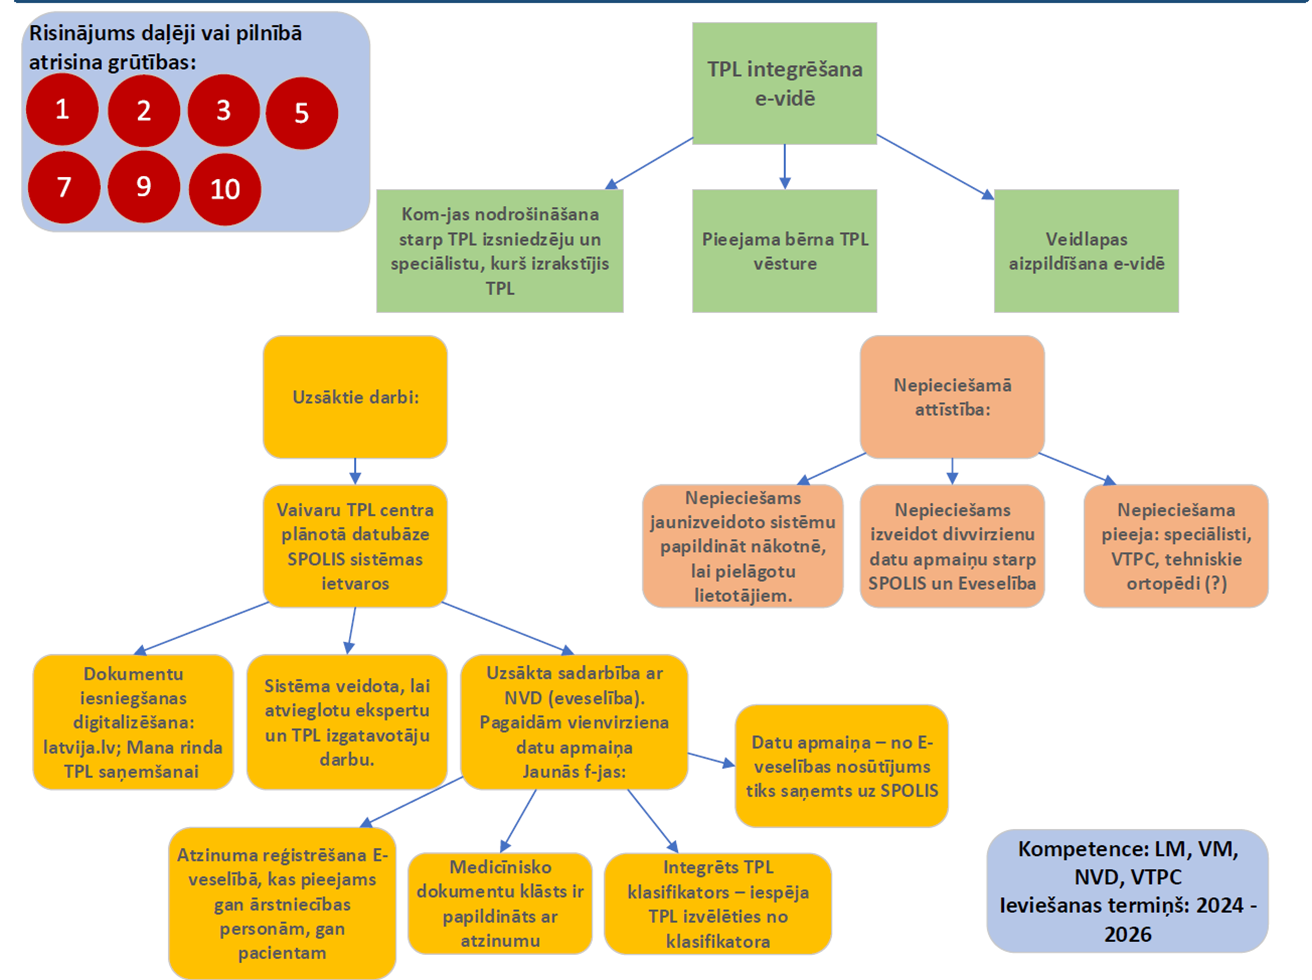 Risinājums daļēji vai pilnībā
atrisina grūtības:
1
2
3
5
7
9
10
TPL integrēšana
e-vidē
Kom-jas nodrošināšana
starp TPL izsniedzēju un
speciālistu, kurš izrakstījis
TPL
Pieejama bērna TPL
vēsture
Veidlapas
aizpildīšana e-vidē
Uzsāktie darbi:
Vaivaru TPL centra
plānotā datubāze
SPOLIS sistēmas
ietvaros
Dokumentu
iesniegšanas
digitalizēšana:
latvija.lv; Mana rinda
TPL saņemšanai
Sistēma veidota, lai
atvieglotu ekspertu
un TPL izgatavotāju
darbu.
Uzsākta sadarbība ar
NVD (eveselība).
Pagaidām vienvirziena
datu apmaiņa
Jaunās f-jas:
Datu apmaiņa – no E-
veselības nosūtījums
tiks saņemts uz SPOLIS
Atzinuma reģistrēšana E-
veselībā, kas pieejams
gan ārstniecības
personām, gan
pacientam
Medicīnisko
dokumentu klāsts ir
papildināts ar
atzinumu
Integrēts TPL
klasifikators – iespēja
TPL izvēlēties no
klasifikatora
Nepieciešamā
attīstība:
Nepieciešams
jaunizveidoto sistēmu
papildināt nākotnē,
lai pielāgotu
lietotājiem.
Nepieciešams
izveidot divvirzienu
datu apmaiņu starp
SPOLIS un Eveselība
Nepieciešama
pieeja: speciālisti,
VTPC, tehniskie
ortopēdi (?)
Kompetence: LM, VM,
NVD, VTPC
Ieviešanas termiņš: 2024 -
2026